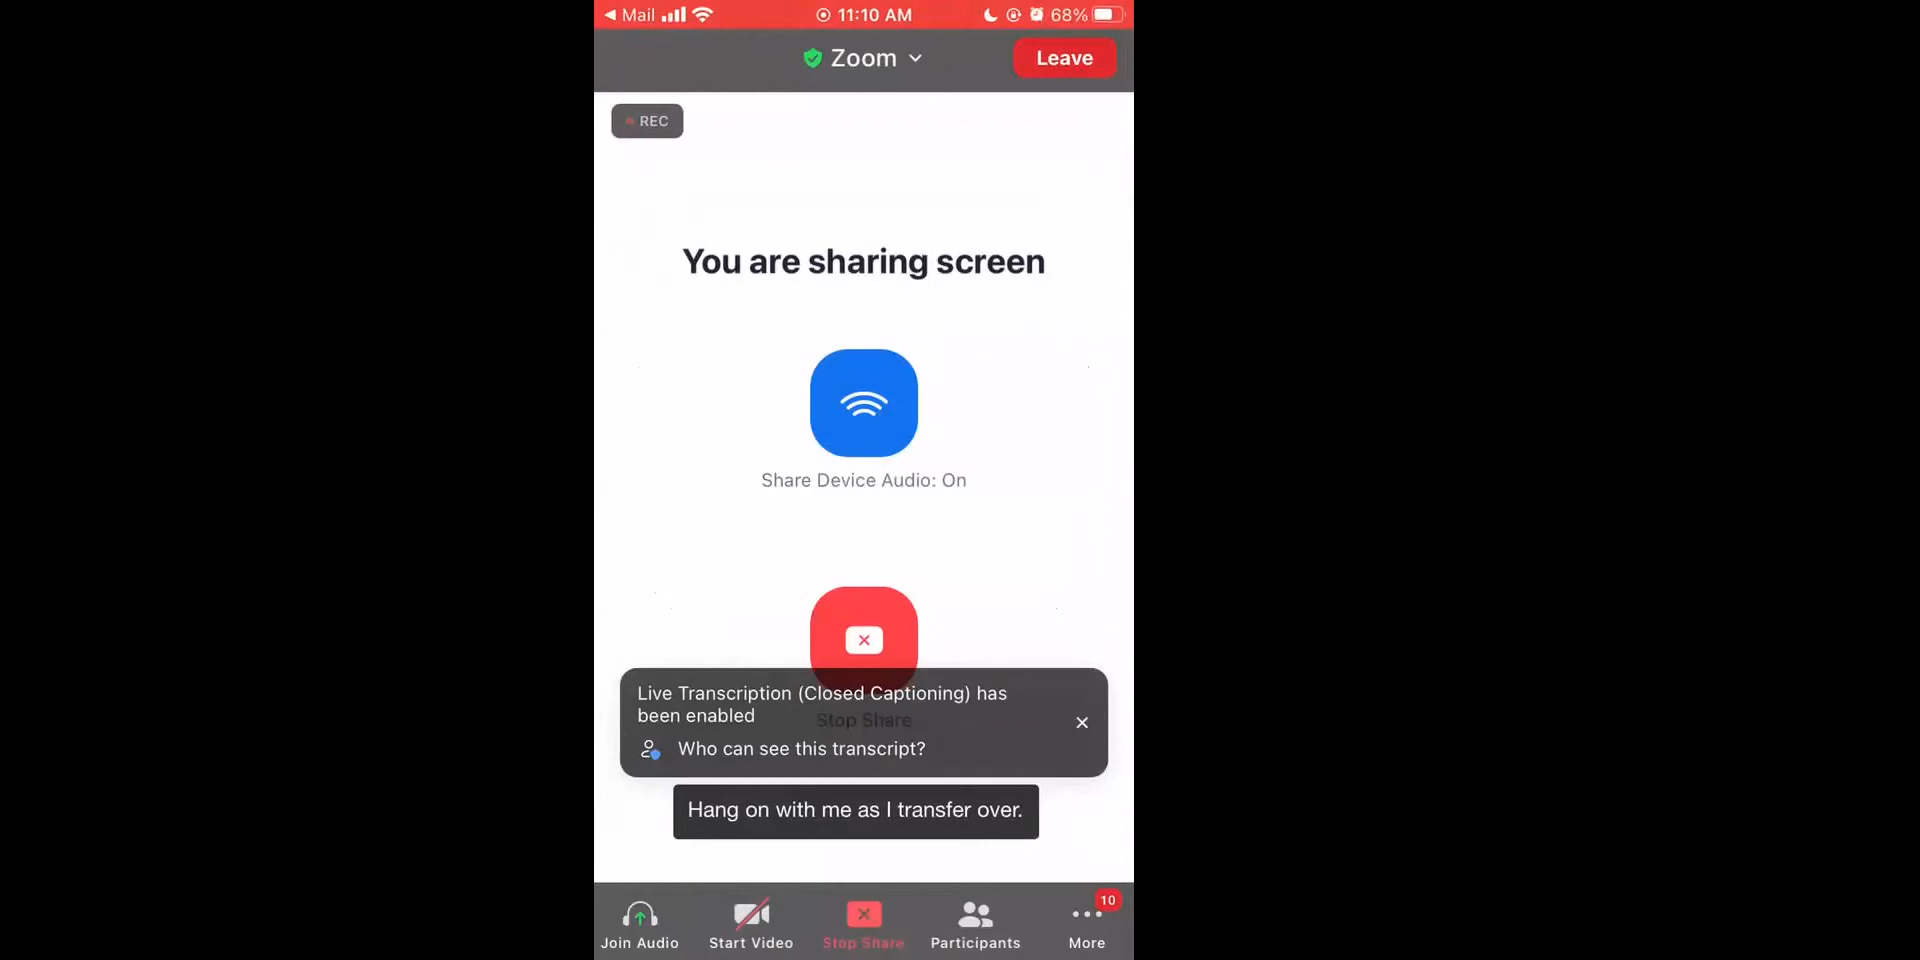 Mail 11:10 AM 68%
Zoom Leave
REC
You are sharing screen
Share Device Audio: On
Live Transcription (Closed Captioning) has
been enabled
Stop Share
Who can see this transcript?
Hang on with me as I transfer over.
10
Join Audio Start Video Stop Share Participants More